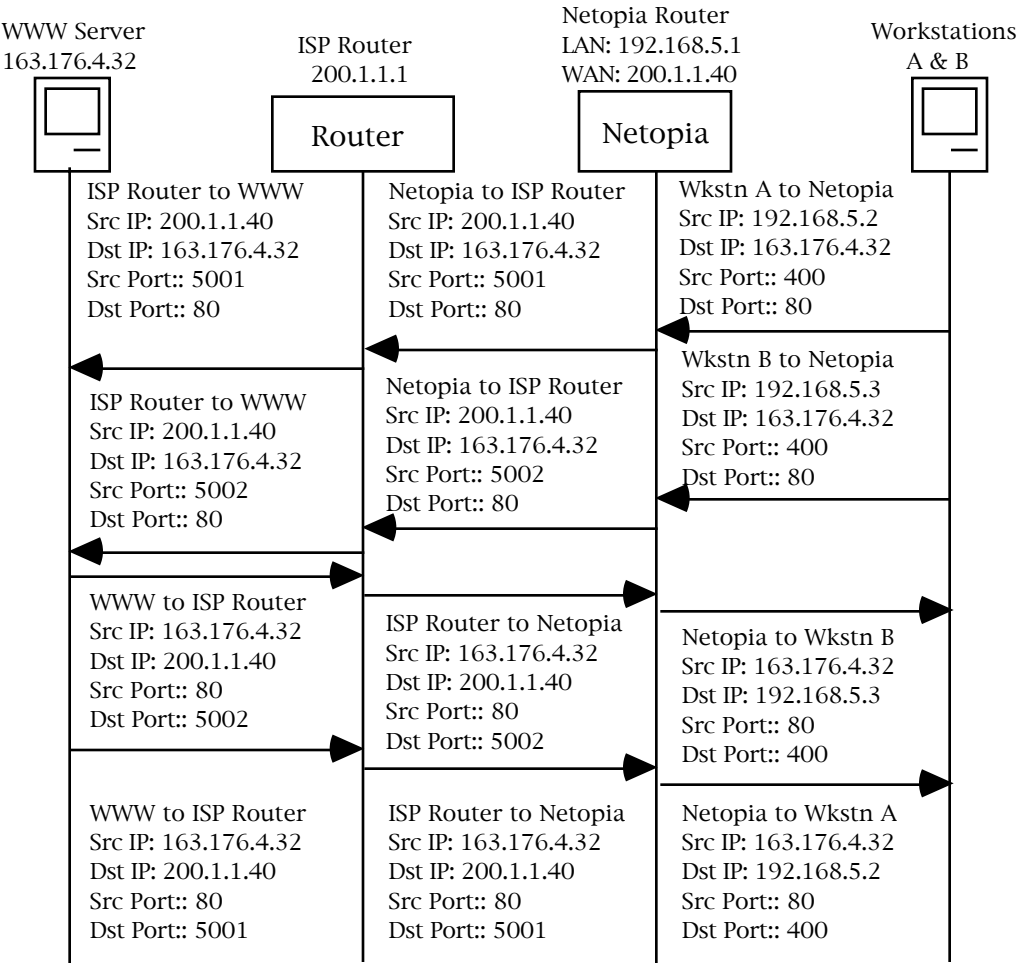 WWW Server
163.176.4.32
ISP Router
200.1.1.1
Netopia Router
LAN: 192.168.5.1
WAN: 200.1.1.40
Workstations
A & B
Router
Netopia
ISP Router to WWW
Src IP: 200.1.1.40
Dst IP: 163.176.4.32
Src Port:: 5001
Dst Port:: 80
Netopia to ISP Router
Src IP: 200.1.1.40
Dst IP: 163.176.4.32
Src Port:: 5001
Dst Port:: 80
Wkstn A to Netopia
Src IP: 192.168.5.2
Dst IP: 163.176.4.32
Src Port:: 400
Dst Port:: 80
ISP Router to WWW
Src IP: 200.1.1.40
Dst IP: 163.176.4.32
Src Port:: 5002
Dst Port:: 80
Netopia to ISP Router
Src IP: 200.1.1.40
Dst IP: 163.176.4.32
Src Port:: 5002
Dst Port:: 80
Wkstn B to Netopia
Src IP: 192.168.5.3
Dst IP: 163.176.4.32
Src Port:: 400
Dst Port:: 80
WWW to ISP Router
Src IP: 163.176.4.32
Dst IP: 200.1.1.40
Src Port:: 80
Dst Port:: 5002
ISP Router to Netopia
Src IP: 163.176.4.32
Dst IP: 200.1.1.40
Src Port:: 80
Dst Port:: 5002
Netopia to Wkstn B
Src IP: 163.176.4.32
Dst IP: 192.168.5.3
Src Port:: 80
Dst Port:: 400
WWW to ISP Router
Src IP: 163.176.4.32
Dst IP: 200.1.1.40
Src Port:: 80
Dst Port:: 5001
ISP Router to Netopia
Src IP: 163.176.4.32
Dst IP: 200.1.1.40
Src Port:: 80
Dst Port:: 5001
Netopia to Wkstn A
Src IP: 163.176.4.32
Dst IP: 192.168.5.2
Src Port:: 80
Dst Port:: 400